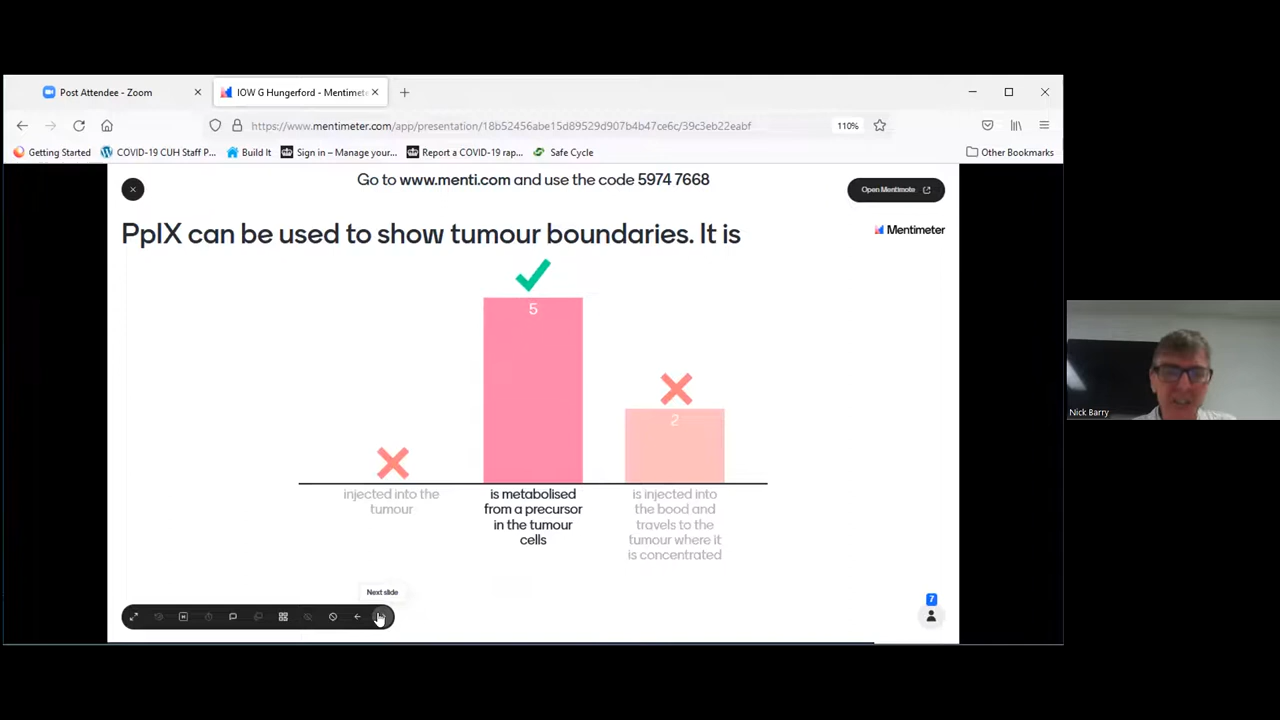 Post Attendee - Zoom
IOW G Hungerford - Mentimete
https://www.mentimeter.com/app/presentation/18b52456abe15d89529d907b4b47ce6c/39c3eb22eabf
110%
Getting Started
COVID-19 CUH Staff P...
Build It
Sign in – Manage your...
Report a COVID-19 rap...
Safe Cycle
Other Bookmarks
Go to www.menti.com and use the code 5974 7668
Open Mentimote
PpIX can be used to show tumour boundaries. It is
Mentimeter
5
2
injected into the
tumour
is metabolised
from a precursor
in the tumour
cells
is injected into
the bood and
travels to the
tumour where it
is concentrated
Nick Barry
Next slide
7